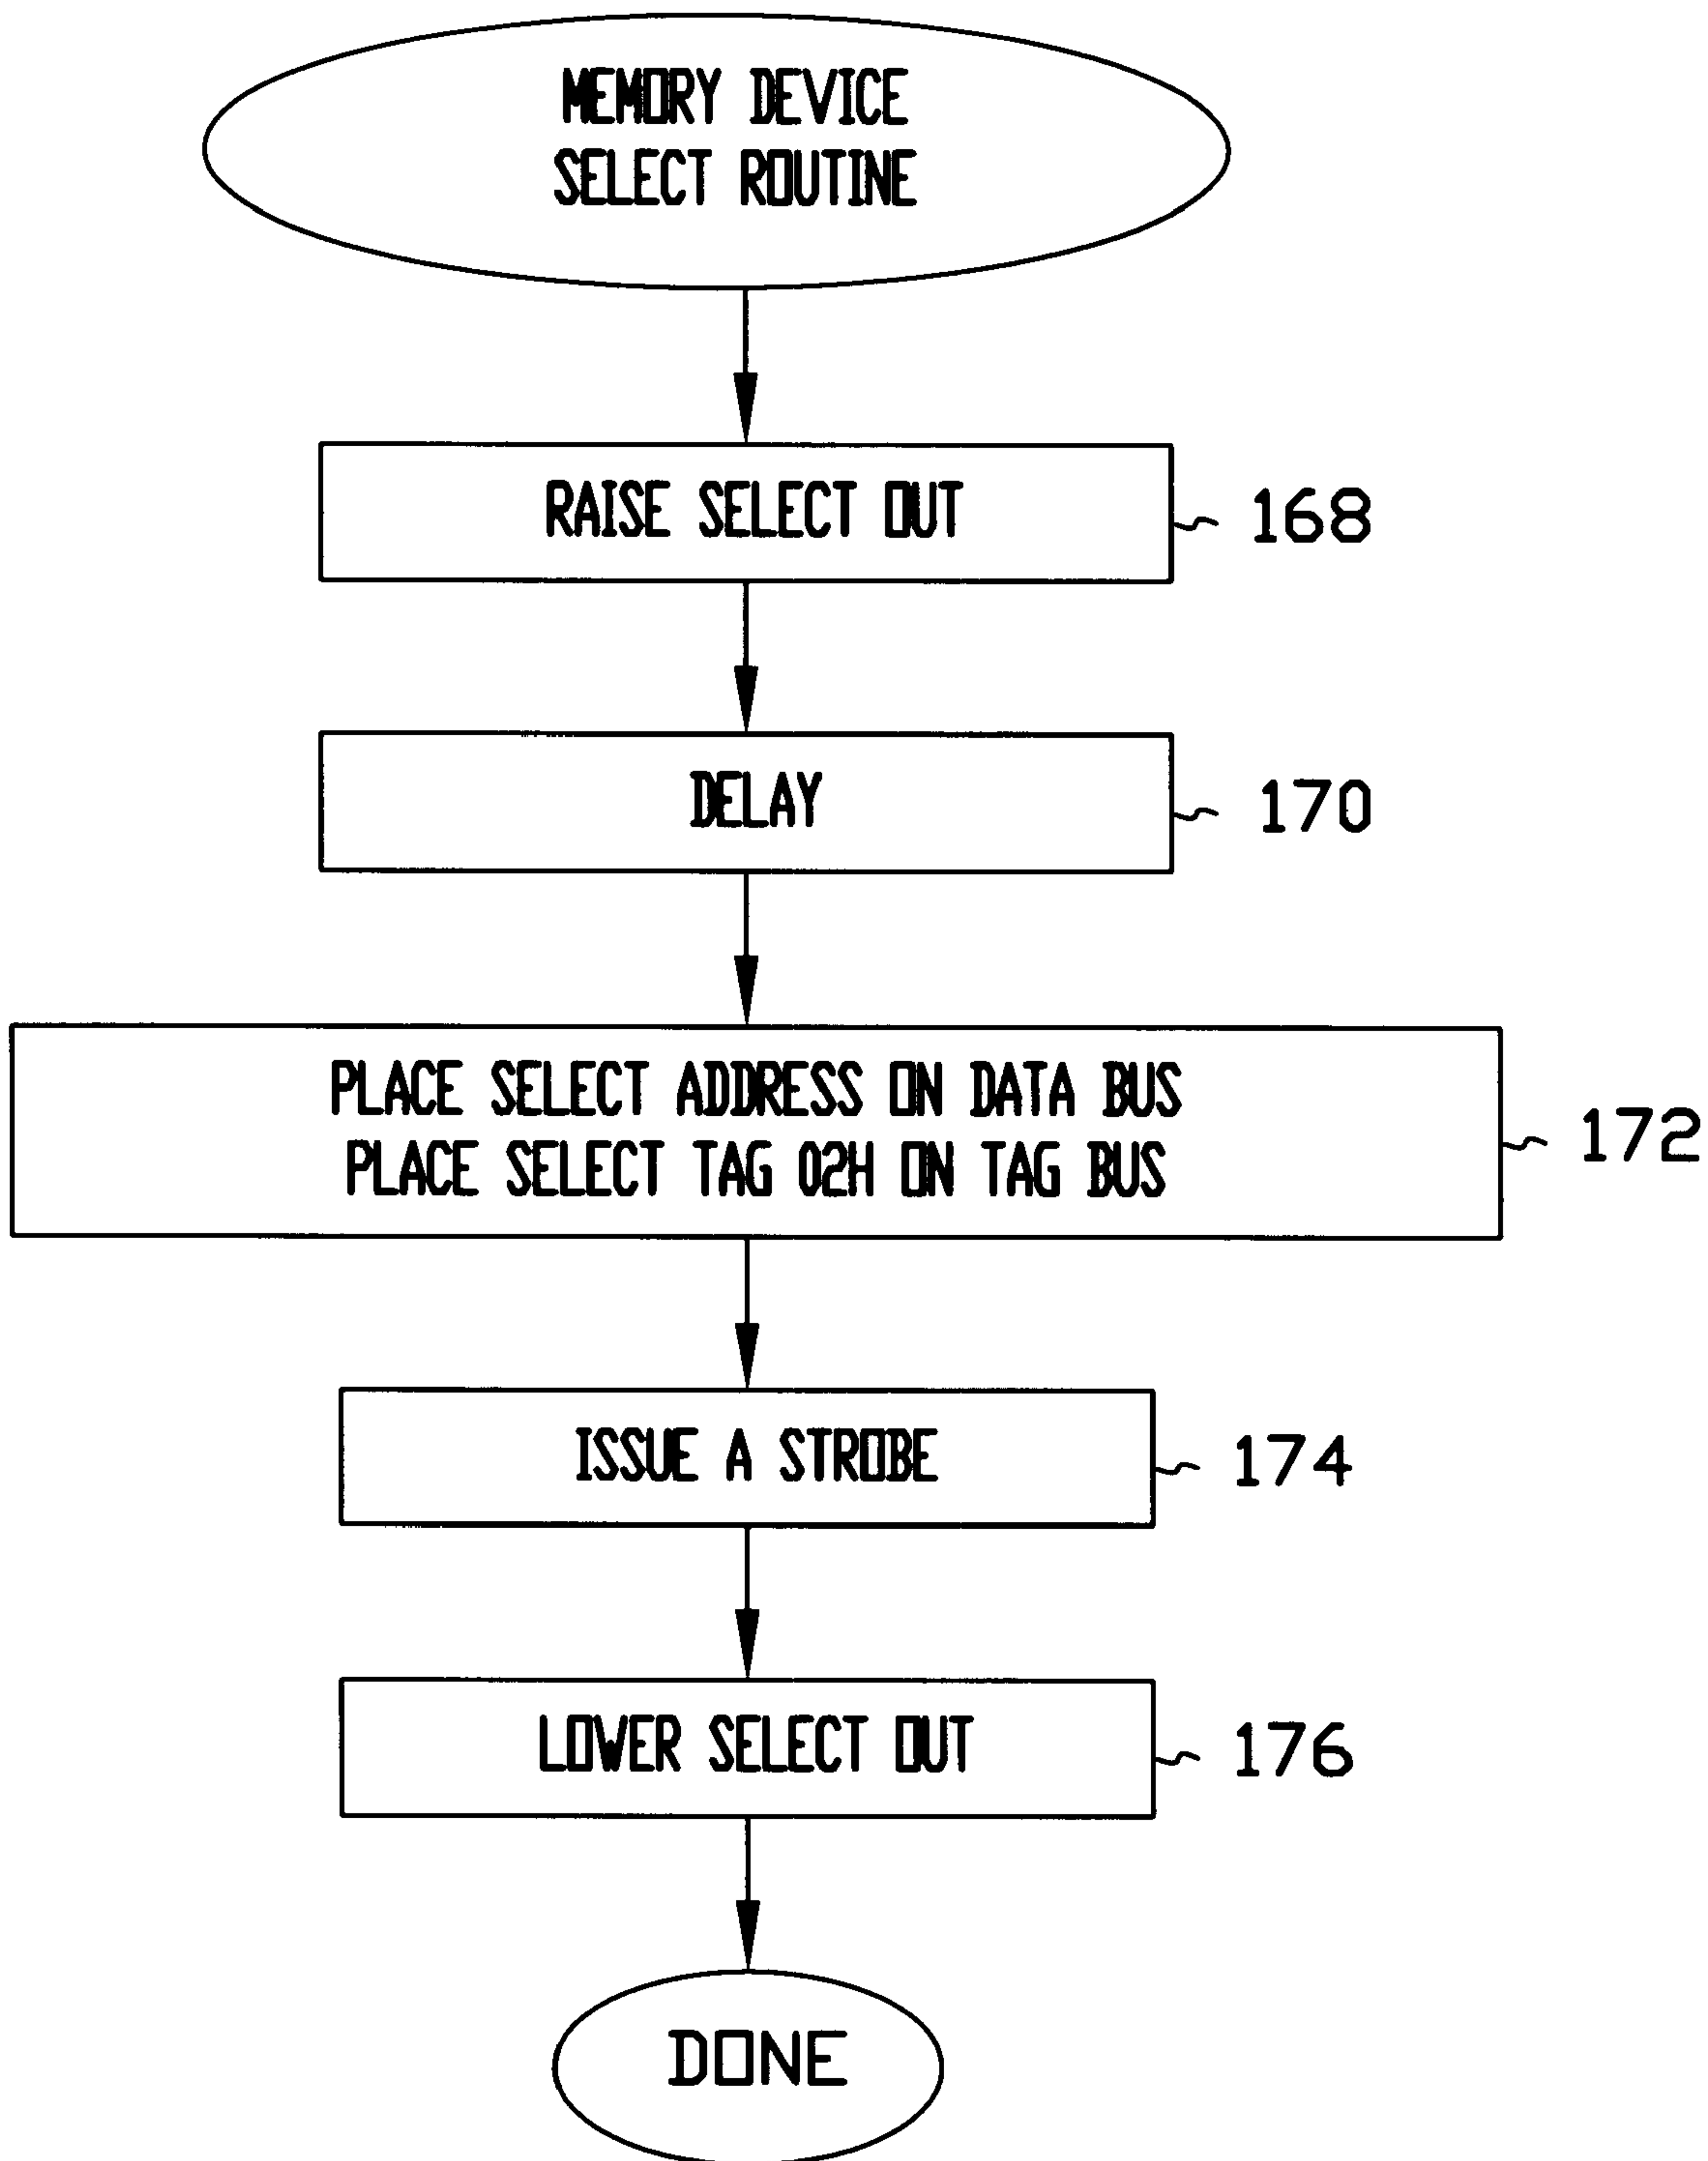 MEMORY DEVICE
SELECT ROUTINE
RAISE SELECT OUT
168
DELAY
170
PLACE SELECT ADDRESS ON DATA BUS
PLACE SELECT TAG 02H ON TAG BUS
172
ISSUE A STROBE
174
LOWER SELECT OUT
176
DONE